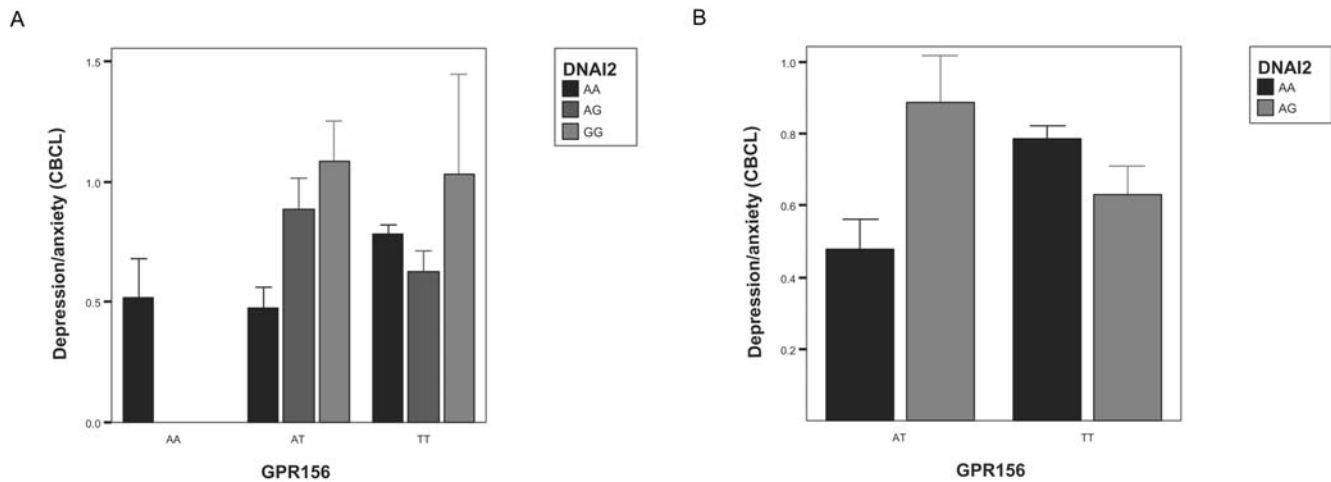 A
Depression/anxiety (CBCL)
1.5
1.0
0.5
0.0
AA
AT
TT
GPR156
DNAI2
AA
AG
GG
B
Depression/anxiety (CBCL)
1.0
0.8
0.6
0.4
0.2
AT
TT
GPR156
DNAI2
AA
AG